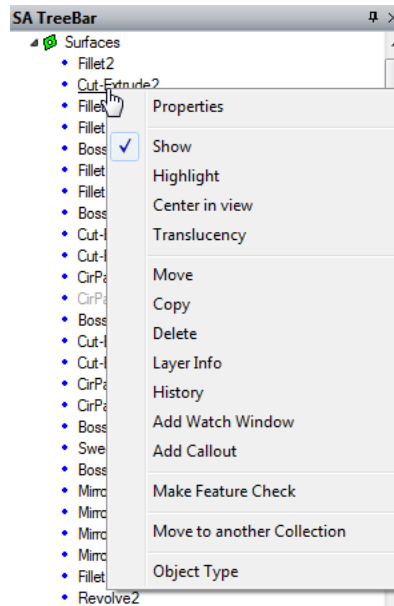 SA TreeBar
Surfaces
Fillet2
Cut-Extrude2
Fille
Fillet
Boss
Fillet
Fillet
Boss
Cut-
Cut-
CirPa
CirPa
Boss
Cut-
Cut-
CirPa
CirPa
Boss
Swe
Boss
Mirro
Mirro
Mirro
Mirro
Fillet
Revolve2
Properties
Show
Highlight
Center in view
Translucency
Move
Copy
Delete
Layer Info
History
Add Watch Window
Add Callout
Make Feature Check
Move to another Collection
Object Type